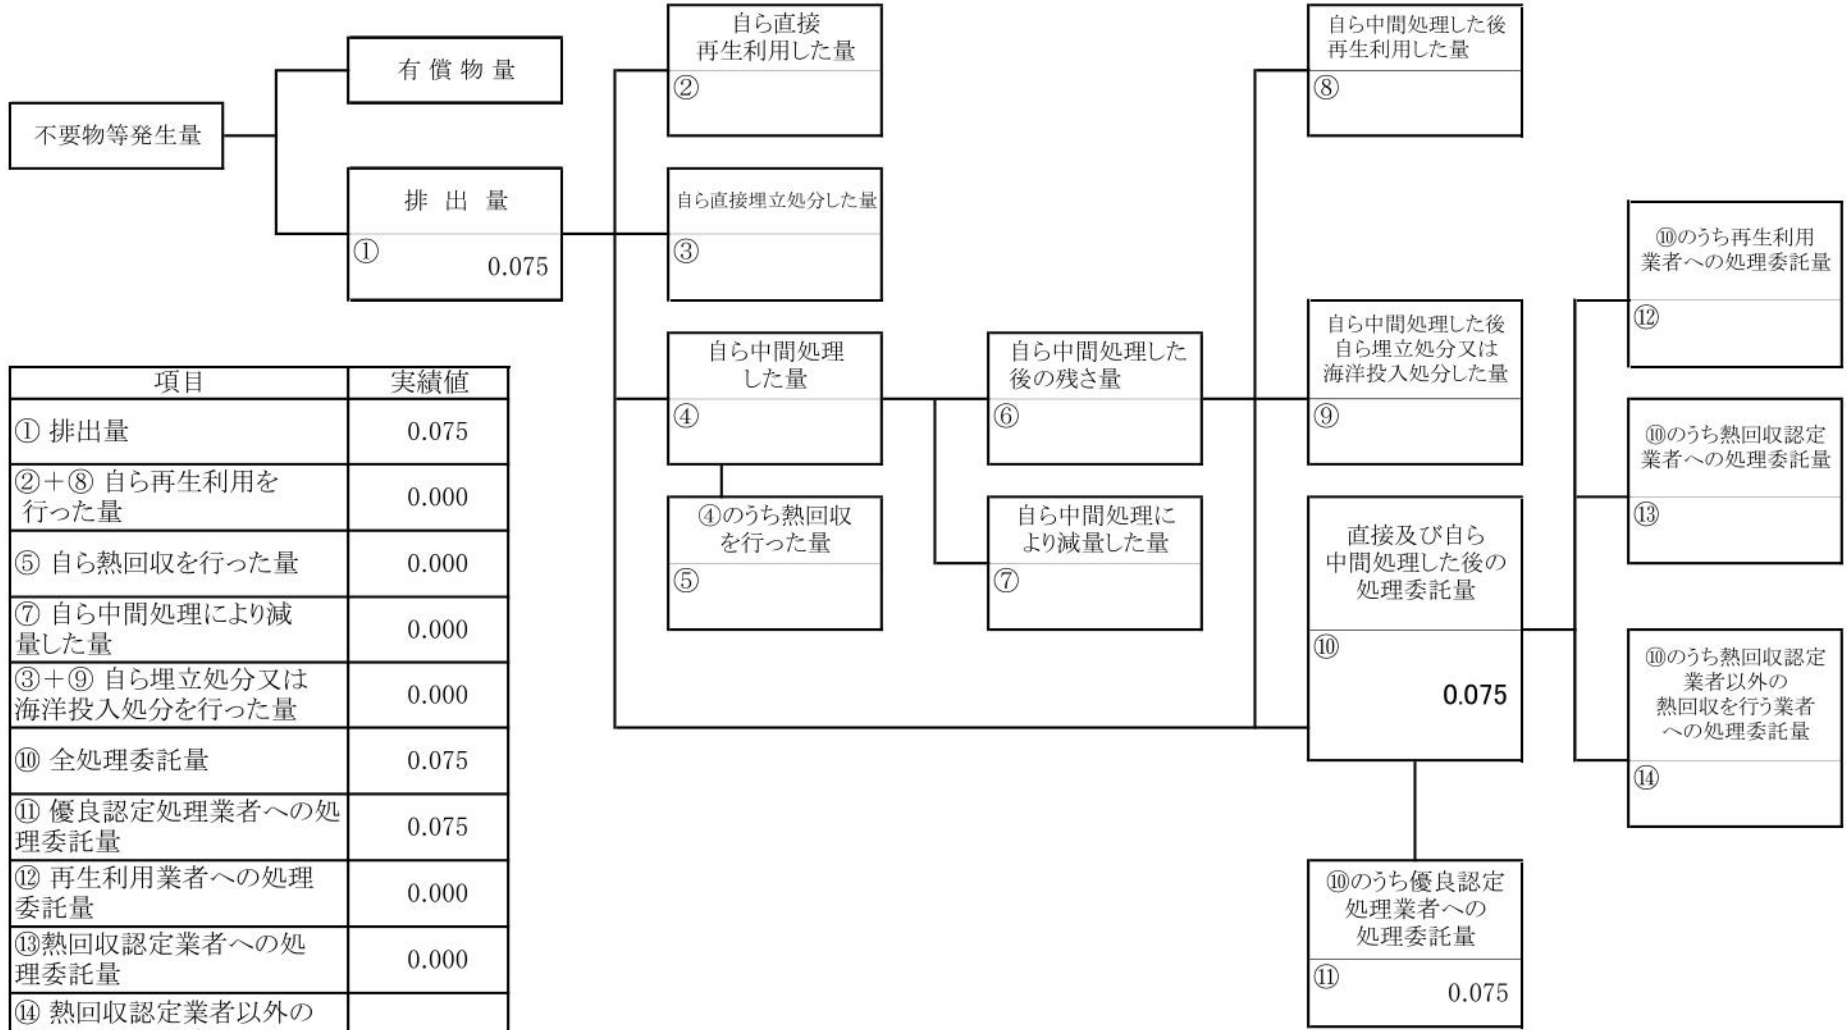 不要物等発生量
有 償 物 量
排 出 量
①
0.075
自ら直接
再生利用した量
②
自ら直接埋立処分した量
③
自ら中間処理
した量
④
④のうち熱回収
を行った量
⑤
自ら中間処理した
後の残さ量
⑥
自ら中間処理に
より減量した量
⑦
自ら中間処理した後
再生利用した量
⑧
自ら中間処理した後
自ら埋立処分又は
海洋投入処分した量
⑨
直接及び自ら
中間処理した後の
処理委託量
⑩
0.075
⑩のうち優良認定
処理業者への
処理委託量
⑪
0.075
⑩のうち再生利用
業者への処理委託量
⑫
⑩のうち熱回収認定
業者への処理委託量
⑬
⑩のうち熱回収認定
業者以外の
熱回収を行う業者
への処理委託量
⑭
項目 実績値
① 排出量 0.075
②＋⑧ 自ら再生利用を
行った量 0.000
⑤ 自ら熱回収を行った量 0.000
⑦ 自ら中間処理により減
量した量 0.000
③＋⑨ 自ら埋立処分又は
海洋投入処分を行った量 0.000
⑩ 全処理委託量 0.075
⑪ 優良認定処理業者への処
理委託量 0.075
⑫ 再生利用業者への処理
委託量 0.000
⑬熱回収認定業者への処
理委託量 0.000
⑭ 熱回収認定業者以外の